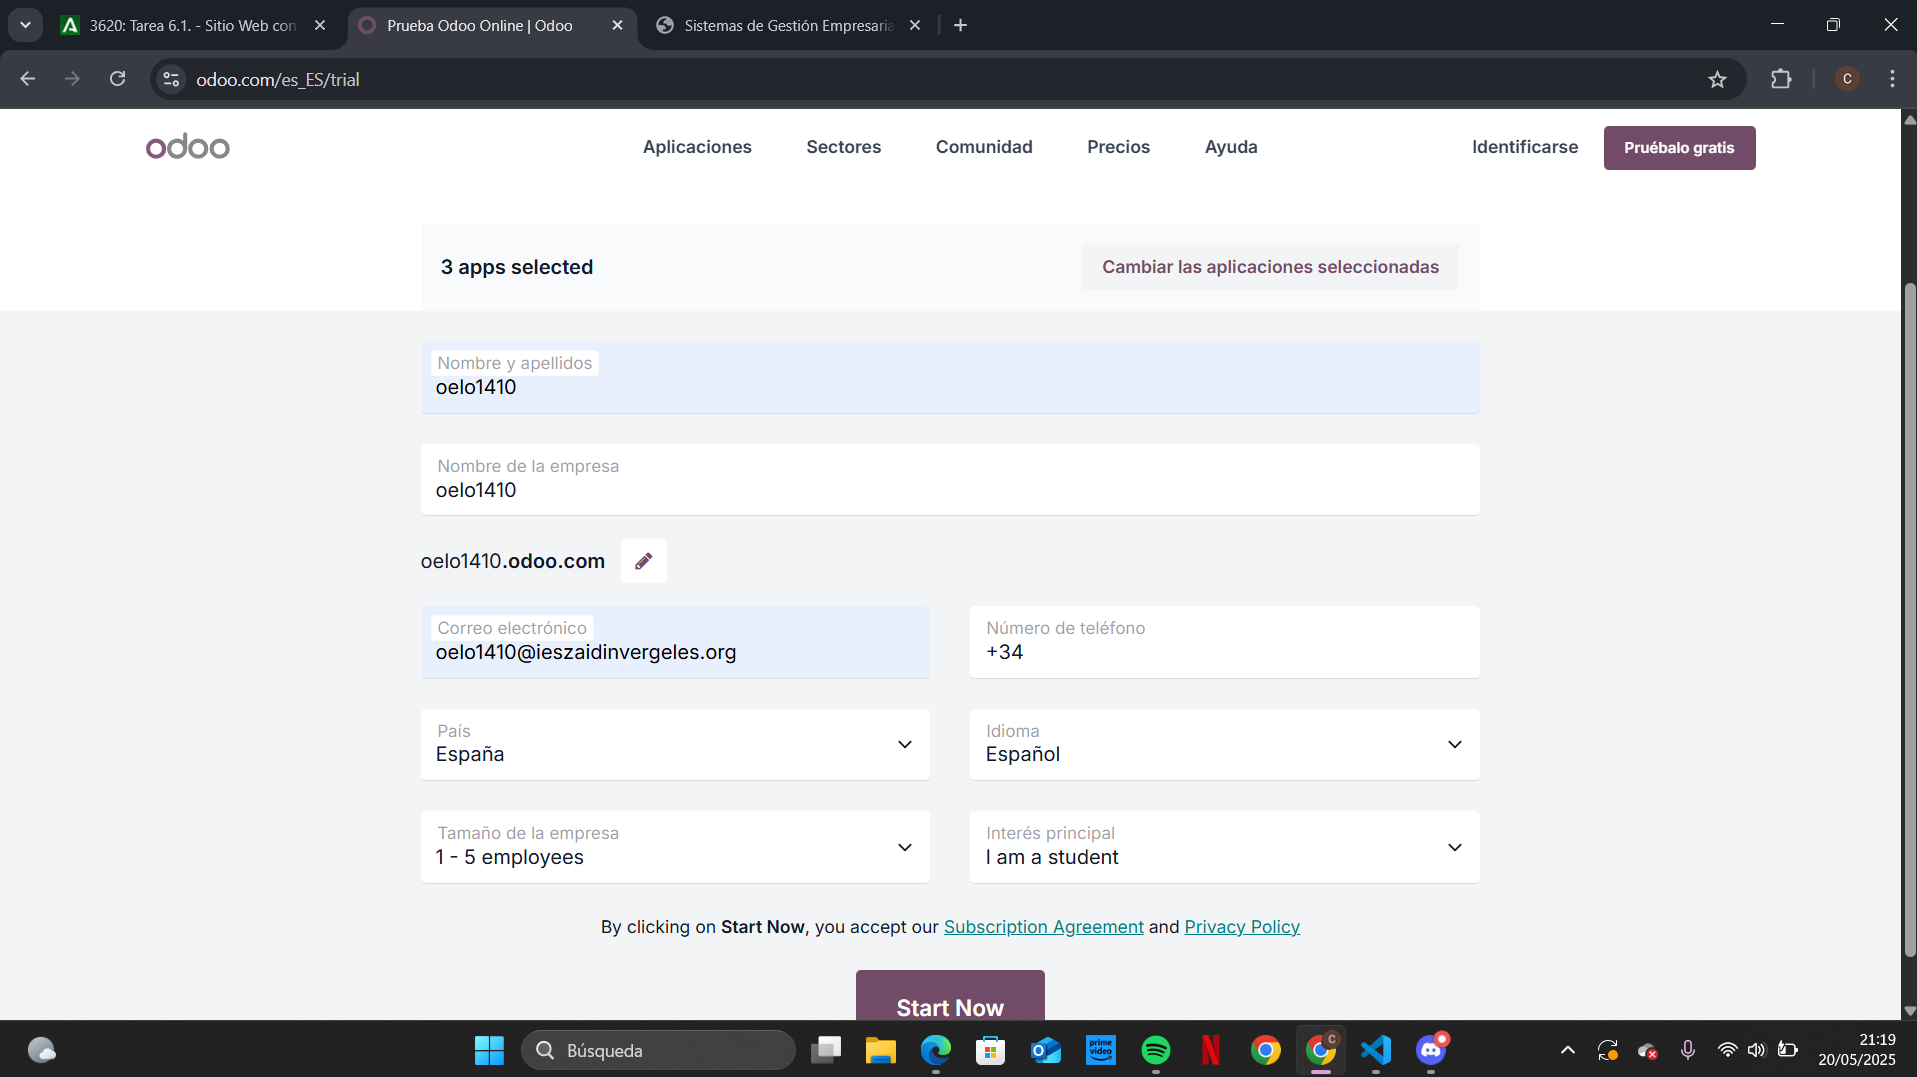 3620: Tarea 6.1. - Sitio Web con
Prueba Odoo Online | Odoo
Sistemas de Gestión Empresaria
odoo.com/es_ES/trial
C
odoo
Aplicaciones
Sectores
Comunidad
Precios
Ayuda
Identificarse
Pruébalo gratis
3 apps selected
Cambiar las aplicaciones seleccionadas
Nombre y apellidos
oelo1410
Nombre de la empresa
oelo1410
oelo1410.odoo.com
Correo electrónico
oelo1410@ieszaidinvergeles.org
Número de teléfono
+34
País
España
Idioma
Español
Tamaño de la empresa
1 - 5 employees
Interés principal
I am a student
By clicking on Start Now, you accept our Subscription Agreement and Privacy Policy
Start Now
Búsqueda
prime video
C
21:19
20/05/2025